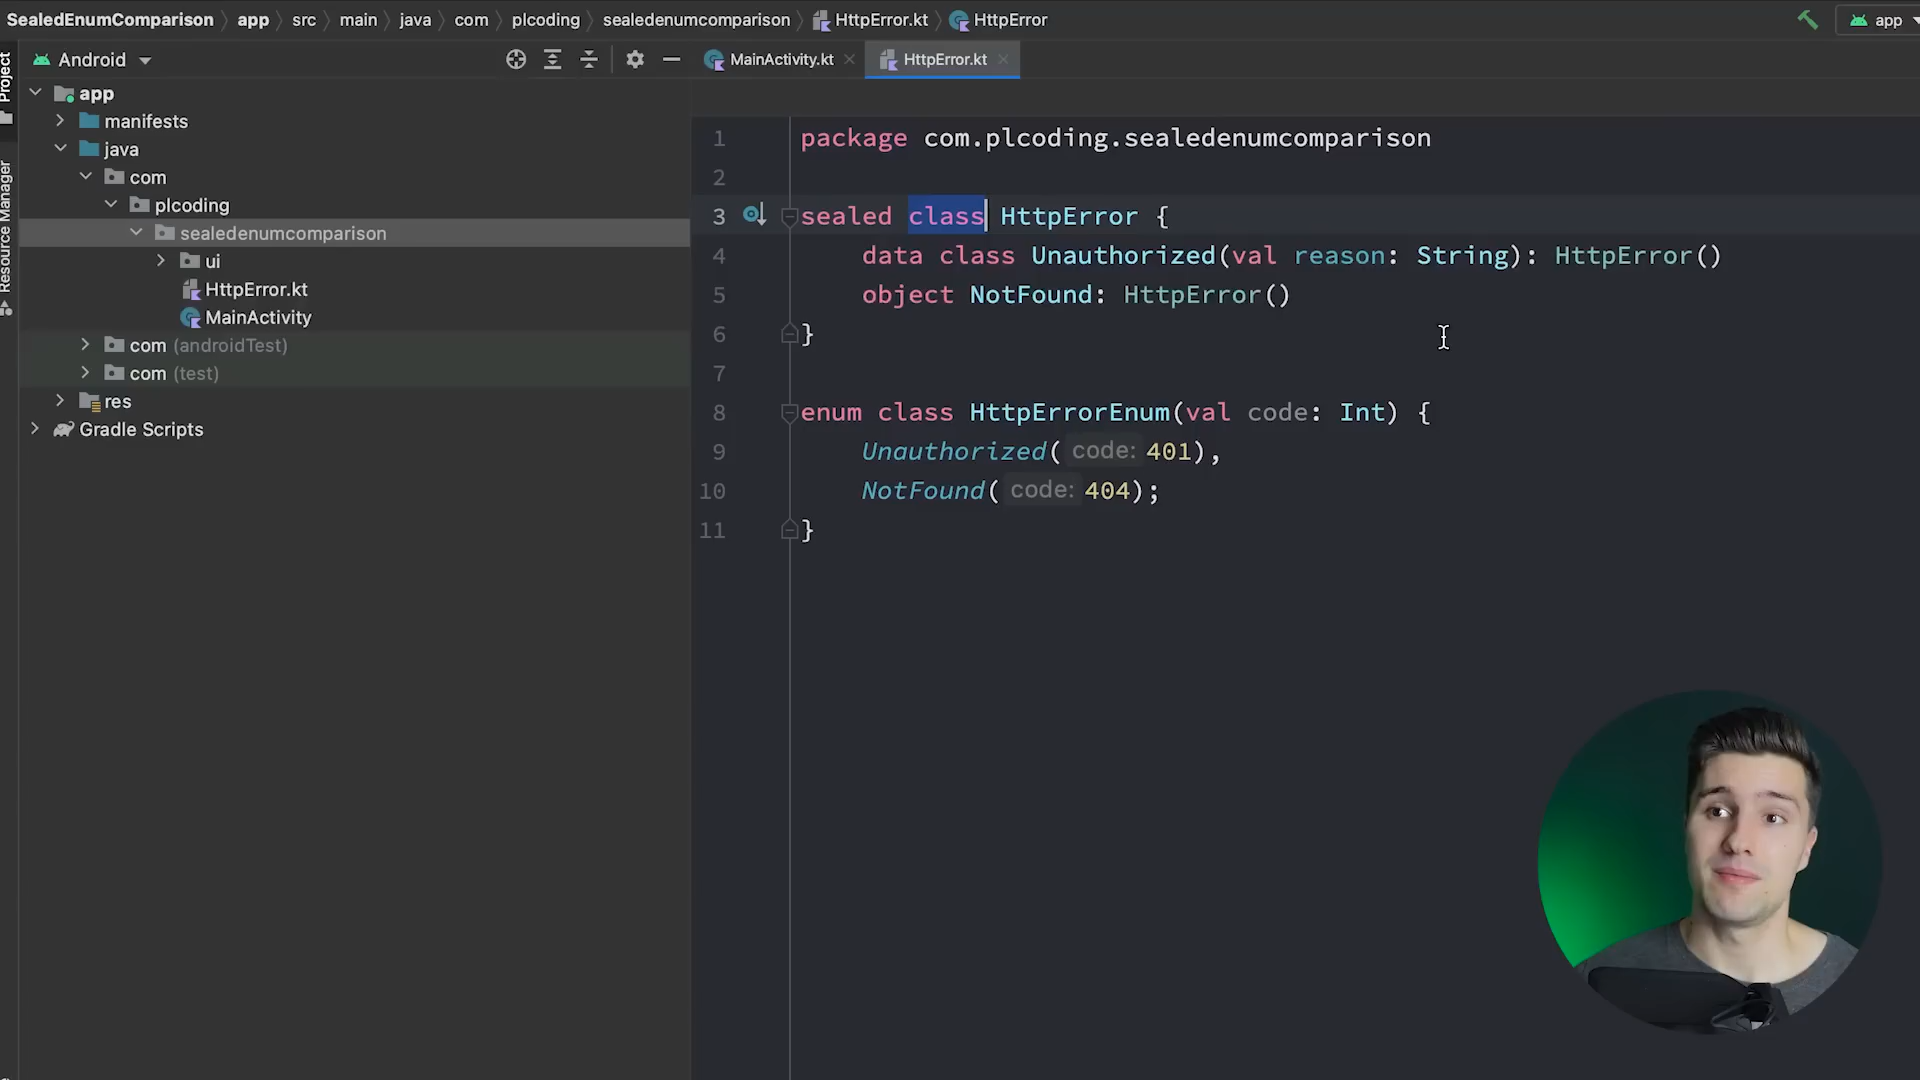 SealedEnumComparison app src main java com plcoding sealedenumcomparison HttpError.kt HttpError app
Project
Resource Manager
Android
MainActivity.kt
HttpError.kt
app
manifests
java
com
plcoding
sealedenumcomparison
ui
HttpError.kt
MainActivity
com (androidTest)
com (test)
res
Gradle Scripts
1 package com.plcoding.sealedenumcomparison
2
3 sealed class HttpError {
4 data class Unauthorized(val reason: String): HttpError()
5 object NotFound: HttpError()
6 }
7
8 enum class HttpErrorEnum(val code: Int) {
9 Unauthorized( code: 401),
10 NotFound( code: 404);
11 }